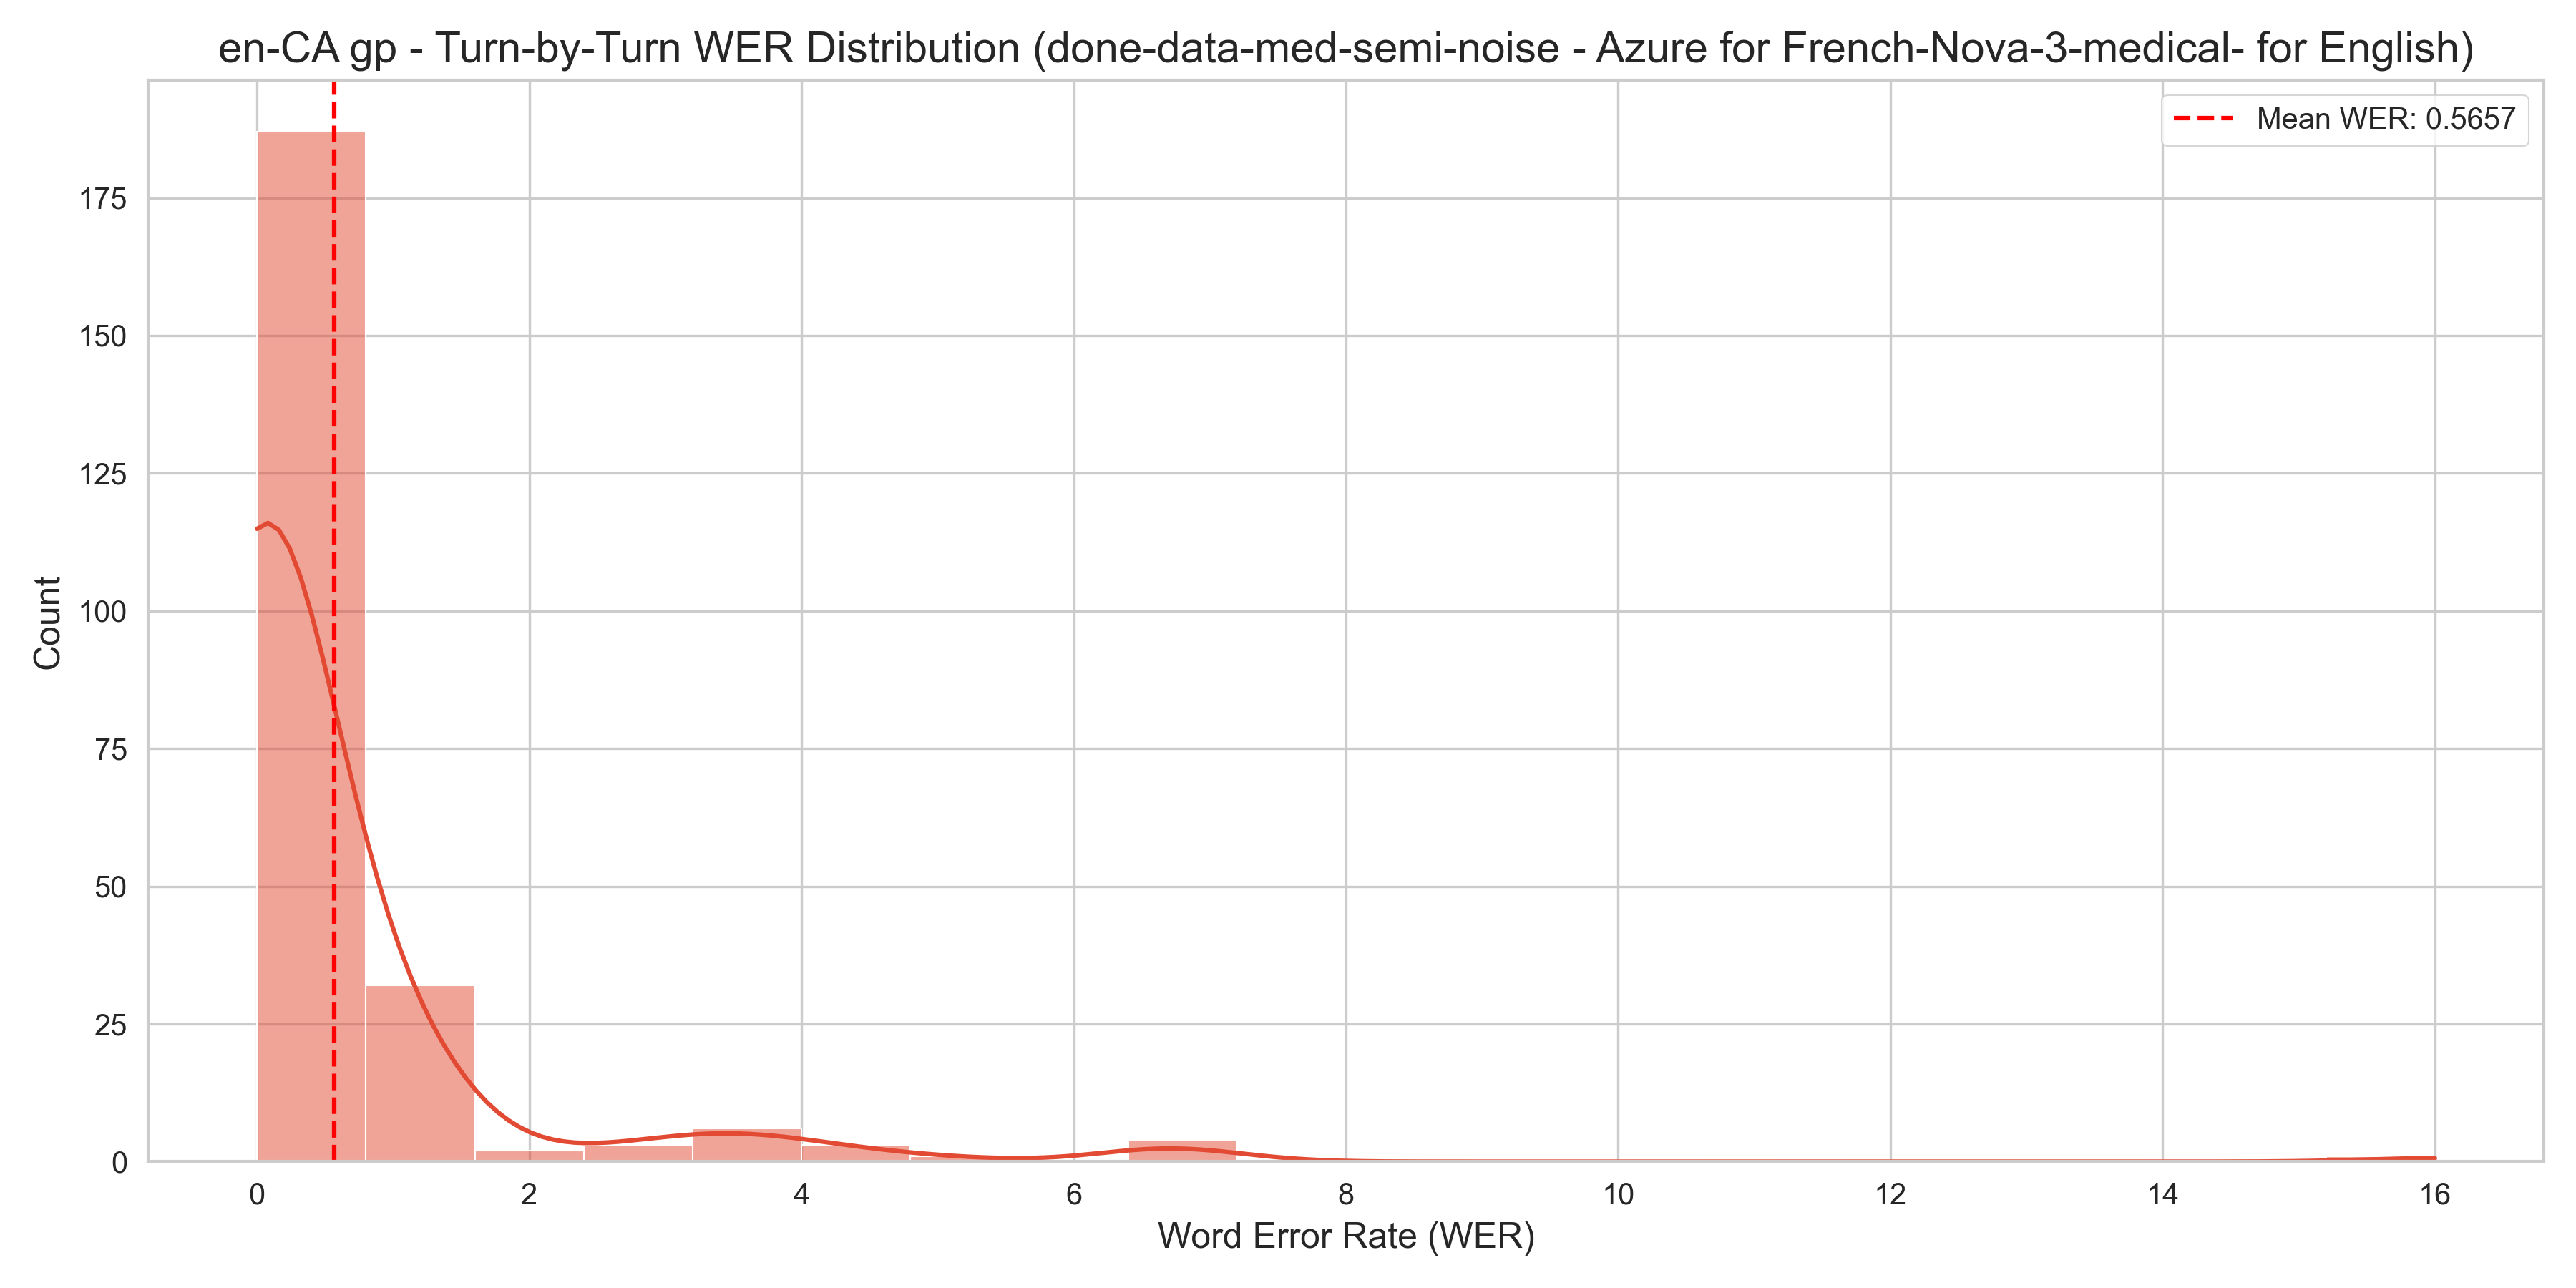 en-CA gp - Turn-by-Turn WER Distribution (done-data-med-semi-noise - Azure for French-Nova-3-medical- for English)
Mean WER: 0.5657
175
150
125
100
75
50
25
0
Count
0 2 4 6 8 10 12 14 16
Word Error Rate (WER)